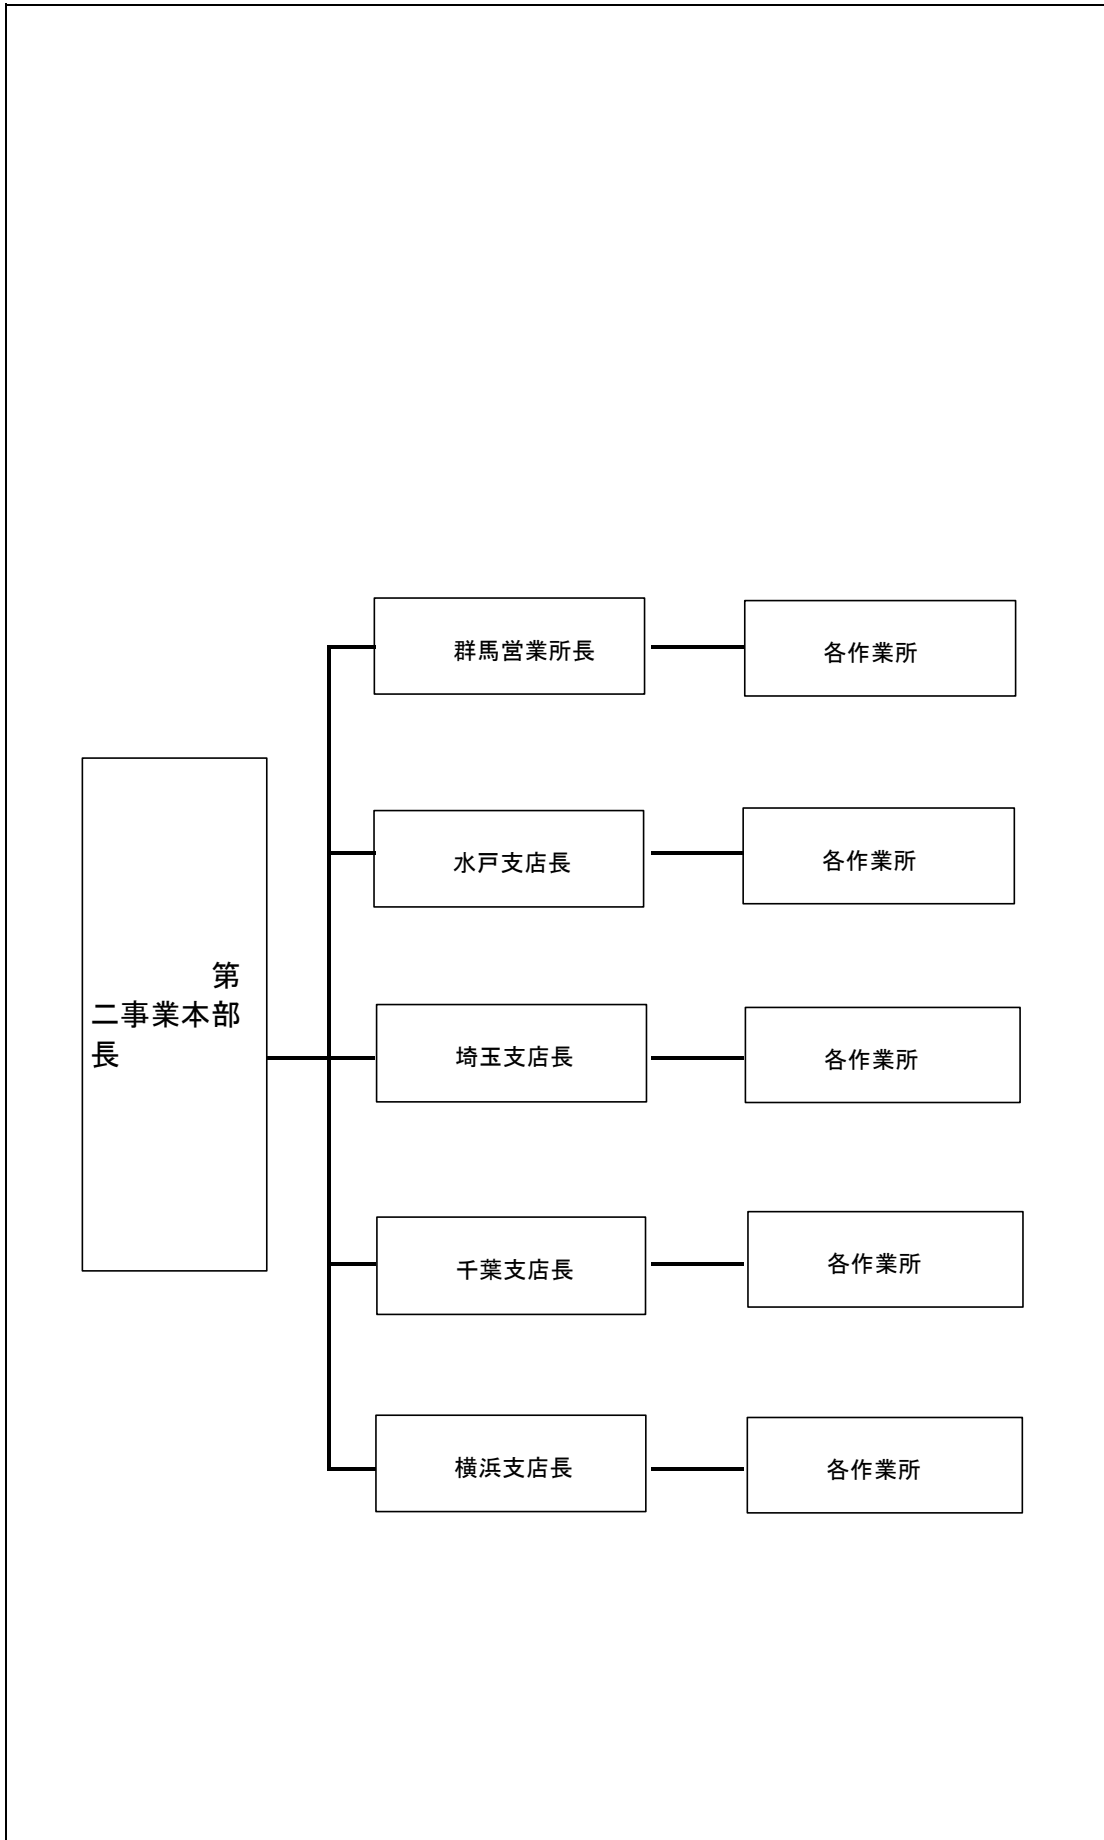 群馬営業所長
各作業所
水戸支店長
各作業所
第
二事業本部
長
埼玉支店長
各作業所
千葉支店長
各作業所
横浜支店長
各作業所